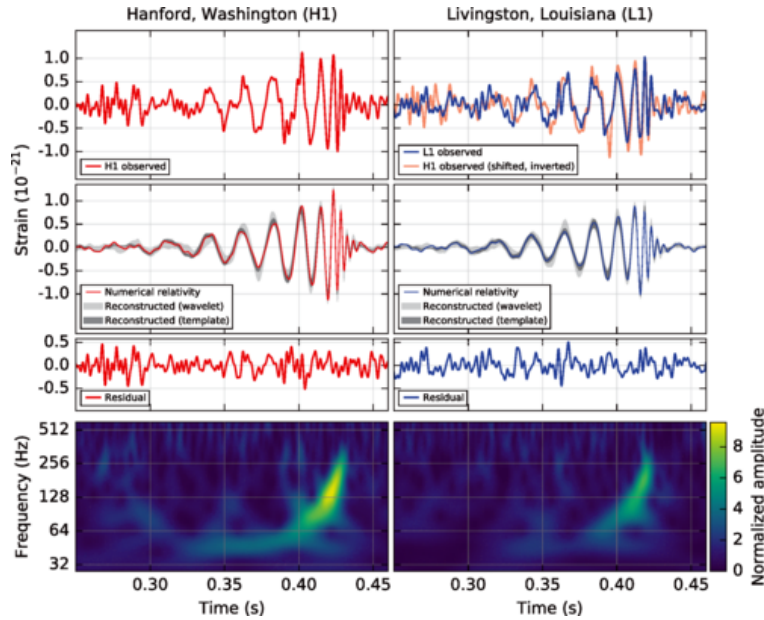 Hanford, Washington (H1)
Livingston, Louisiana (L1)
Strain (10⁻²¹)
1.0
0.5
0.0
-0.5
-1.0
H1 observed
L1 observed
H1 observed (shifted, inverted)
1.0
0.5
0.0
-0.5
-1.0
Numerical relativity
Reconstructed (wavelet)
Reconstructed (template)
Numerical relativity
Reconstructed (wavelet)
Reconstructed (template)
0.5
0.0
-0.5
Residual
Residual
Frequency (Hz)
512
256
128
64
32
Normalized amplitude
8
6
4
2
0
0.30 0.35 0.40 0.45
0.30 0.35 0.40 0.45
Time (s)
Time (s)